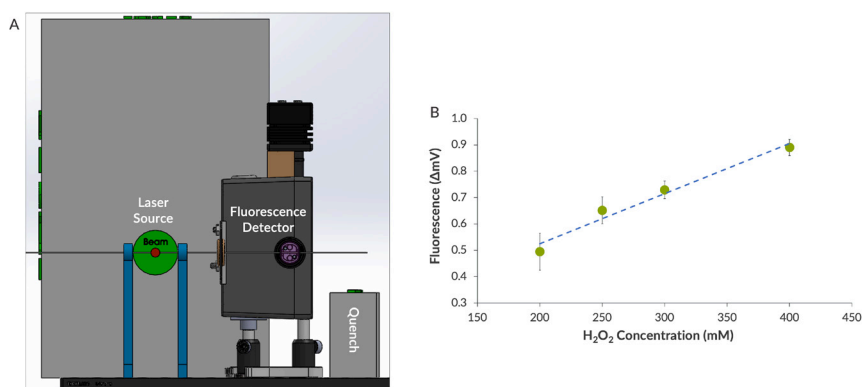 A
Laser
Source
Beam
Fluorescence
Detector
Quench
B
Fluorescence (ΔmV)
1.0
0.9
0.8
0.7
0.6
0.5
0.4
0.3
150
200
250
300
350
400
450
H₂O₂ Concentration (mM)